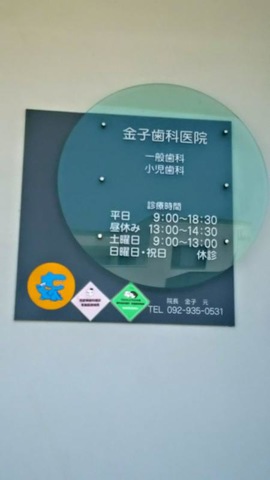 金子歯科医院
一般歯科
小児歯科
診療時間
平日 9:00〜18:30
昼休み 13:00〜14:30
土曜日 9:00〜13:00
日曜日・祝日 休診
院長 金子 元
TEL 092-935-0531